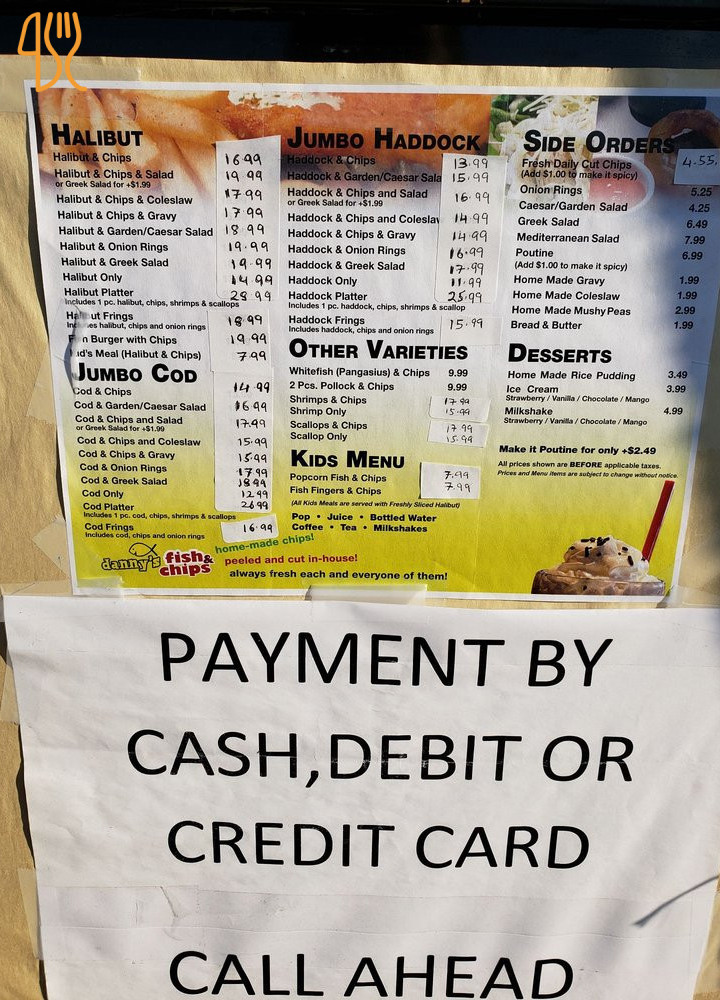 HALIBUT
Halibut & Chips 16.99
Halibut & Chips & Salad 19.99
or Greek Salad for +$1.99
Halibut & Chips & Coleslaw 17.99
Halibut & Chips & Gravy 17.99
Halibut & Garden/Caesar Salad 18.99
Halibut & Onion Rings 19.99
Halibut & Greek Salad 19.99
Halibut Only 14.99
Halibut Platter 28.99
Includes 1 pc. halibut, chips, shrimps & scallops
Halibut Frings 18.99
Includes halibut, chips and onion rings
Burger with Chips 19.99
Kid's Meal (Halibut & Chips) 7.99
JUMBO COD
Cod & Chips 14.99
Cod & Garden/Caesar Salad 16.99
Cod & Chips and Salad 17.99
or Greek Salad for +$1.99
Cod & Chips and Coleslaw 15.99
Cod & Chips & Gravy 15.99
Cod & Onion Rings 17.99
Cod & Greek Salad 18.99
Cod Only 12.99
Cod Platter 26.99
Includes 1 pc. cod, chips, shrimps & scallops
Cod Frings 16.99
Includes cod, chips and onion rings
danny's fish & chips
JUMBO HADDOCK
Haddock & Chips 13.99
Haddock & Garden/Caesar Sala 15.99
Haddock & Chips and Salad 16.99
or Greek Salad for +$1.99
Haddock & Chips and Coleslaw 14.99
Haddock & Chips & Gravy 14.99
Haddock & Onion Rings 16.99
Haddock & Greek Salad 17.99
Haddock Only 11.99
Haddock Platter 25.99
Includes 1 pc. haddock, chips, shrimps & scallop
Haddock Frings 15.99
Includes haddock, chips and onion rings
OTHER VARIETIES
Whitefish (Pangasius) & Chips 9.99
2 Pcs. Pollock & Chips 9.99
Shrimps & Chips 17.99
Shrimp Only 15.99
Scallops & Chips 17.99
Scallop Only 15.99
KIDS MENU
Popcorn Fish & Chips 7.99
Fish Fingers & Chips 7.99
(All Kids Meals are served with Freshly Sliced Halibut)
Pop • Juice • Bottled Water
Coffee • Tea • Milkshakes
home-made chips!
peeled and cut in-house!
always fresh each and everyone of them!
SIDE ORDERS
Fresh Daily Cut Chips 4.55
(Add $1.00 to make it spicy)
Onion Rings 5.25
Caesar/Garden Salad 4.25
Greek Salad 6.49
Mediterranean Salad 7.99
Poutine 6.99
(Add $1.00 to make it spicy)
Home Made Gravy 1.99
Home Made Coleslaw 1.99
Home Made Mushy Peas 2.99
Bread & Butter 1.99
DESSERTS
Home Made Rice Pudding 3.49
Ice Cream 3.99
Strawberry / Vanilla / Chocolate / Mango
Milkshake 4.99
Strawberry / Vanilla / Chocolate / Mango
Make it Poutine for only +$2.49
All prices shown are BEFORE applicable taxes.
Prices and Menu items are subject to change without notice.
PAYMENT BY
CASH,DEBIT OR
CREDIT CARD
CALL AHEAD